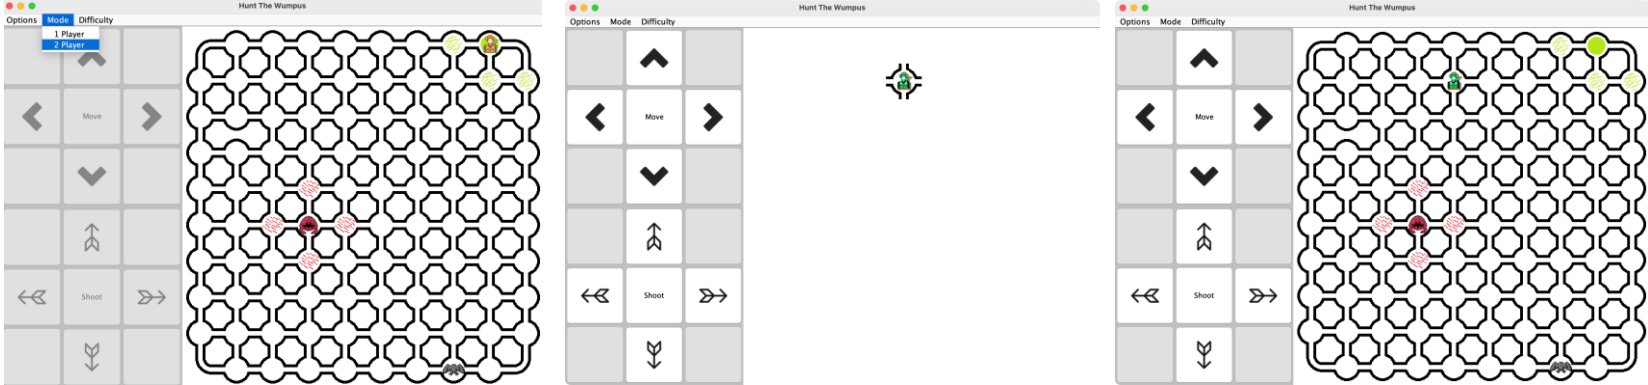 Hunt The Wumpus
Options Mode Difficulty
1 Player
2 Player
Move
Shoot
Hunt The Wumpus
Options Mode Difficulty
Move
Shoot
Hunt The Wumpus
Options Mode Difficulty
Move
Shoot